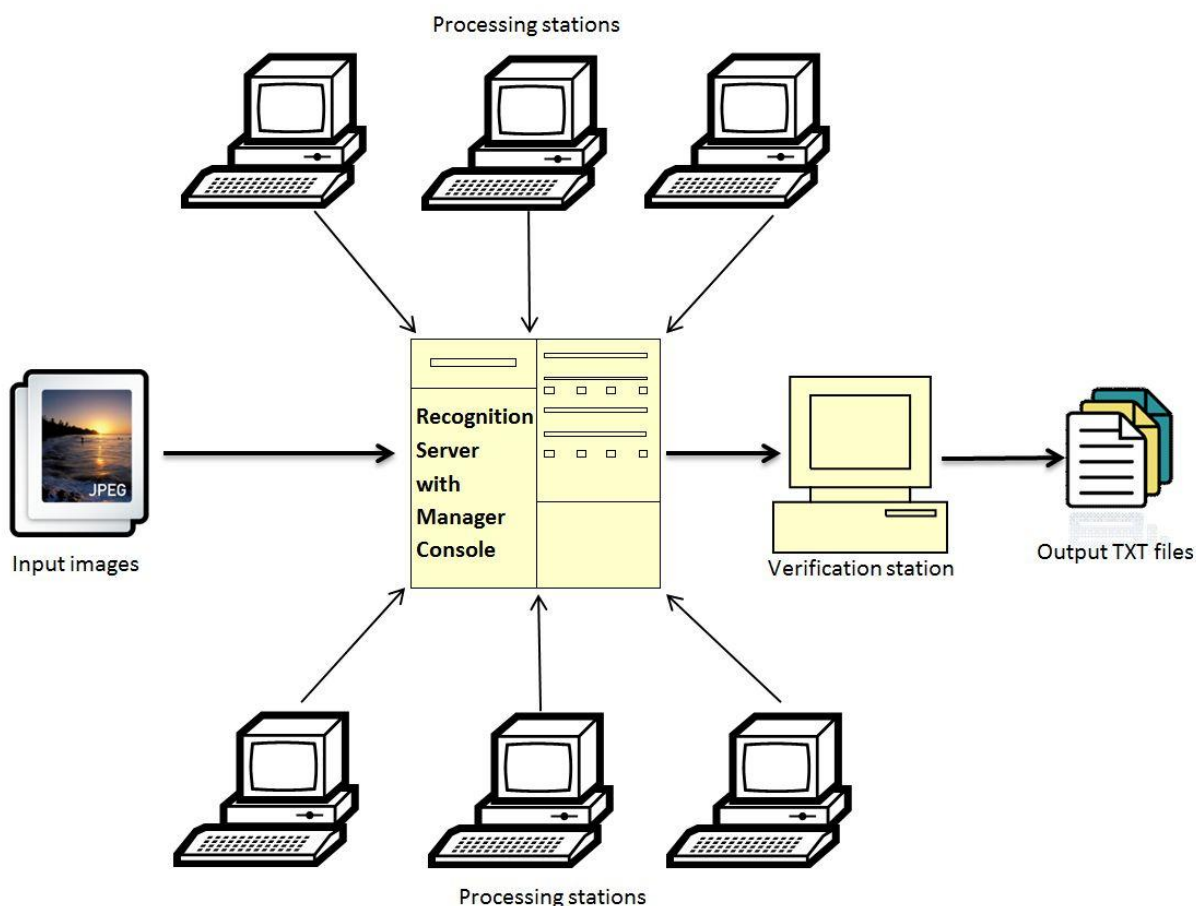 Processing stations
Recognition
Server
with
Manager
Console
JPEG
Input images
Verification station
Output TXT files
Processing stations